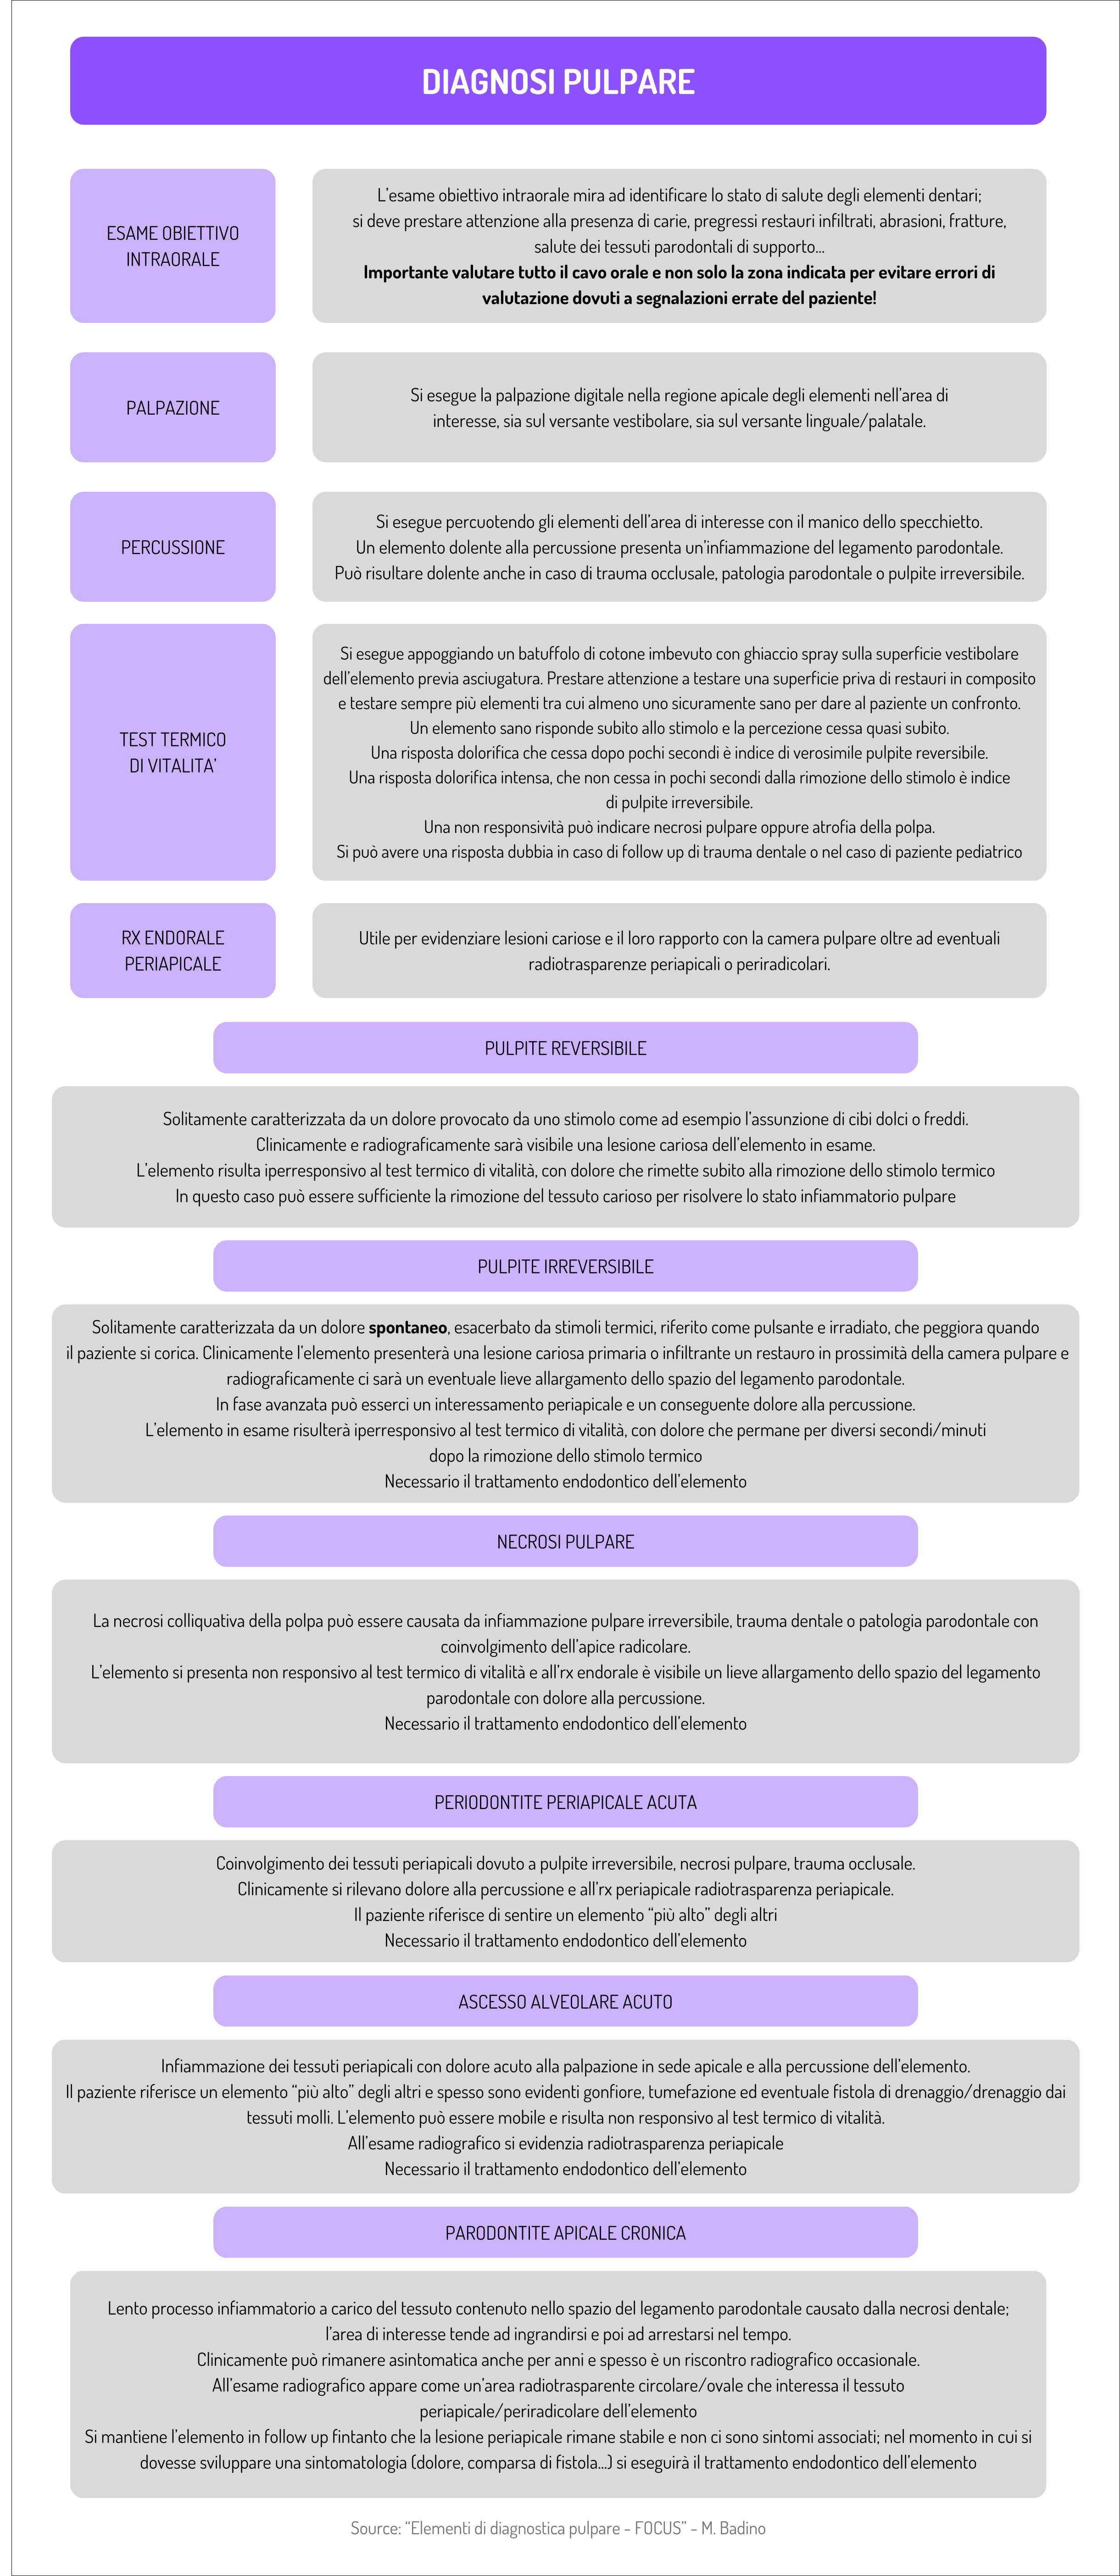 DIAGNOSI PULPARE
ESAME OBIETTIVO
INTRAORALE
L'esame obiettivo intraorale mira ad identificare lo stato di salute degli elementi dentari;
si deve prestare attenzione alla presenza di carie, pregressi restauri infiltrati, abrasioni, fratture,
salute dei tessuti parodontali di supporto...
Importante valutare tutto il cavo orale e non solo la zona indicata per evitare errori di
valutazione dovuti a segnalazioni errate del paziente!
PALPAZIONE
Si esegue la palpazione digitale nella regione apicale degli elementi nell'area di
interesse, sia sul versante vestibolare, sia sul versante linguale/palatale.
PERCUSSIONE
Si esegue percuotendo gli elementi dell'area di interesse con il manico dello specchietto.
Un elemento dolente alla percussione presenta un'infiammazione del legamento parodontale.
Può risultare dolente anche in caso di trauma occlusale, patologia parodontale o pulpite irreversibile.
TEST TERMICO
DI VITALITA'
Si esegue appoggiando un batuffolo di cotone imbevuto con ghiaccio spray sulla superficie vestibolare
dell'elemento previa asciugatura. Prestare attenzione a testare una superficie priva di restauri in composito
e testare sempre più elementi tra cui almeno uno sicuramente sano per dare al paziente un confronto.
Un elemento sano risponde subito allo stimolo e la percezione cessa quasi subito.
Una risposta dolorifica che cessa dopo pochi secondi è indice di verosimile pulpite reversibile.
Una risposta dolorifica intensa, che non cessa in pochi secondi dalla rimozione dello stimolo è indice
di pulpite irreversibile.
Una non responsività può indicare necrosi pulpare oppure atrofia della polpa.
Si può avere una risposta dubbia in caso di follow up di trauma dentale o nel caso di paziente pediatrico
RX ENDORALE
PERIAPICALE
Utile per evidenziare lesioni cariose e il loro rapporto con la camera pulpare oltre ad eventuali
radiotrasparenze periapicali o periradicolari.
PULPITE REVERSIBILE
Solitamente caratterizzata da un dolore provocato da uno stimolo come ad esempio l'assunzione di cibi dolci o freddi.
Clinicamente e radiograficamente sarà visibile una lesione cariosa dell'elemento in esame.
L'elemento risulta iperresponsivo al test termico di vitalità, con dolore che rimette subito alla rimozione dello stimolo termico
In questo caso può essere sufficiente la rimozione del tessuto carioso per risolvere lo stato infiammatorio pulpare
PULPITE IRREVERSIBILE
Solitamente caratterizzata da un dolore spontaneo, esacerbato da stimoli termici, riferito come pulsante e irradiato, che peggiora quando
il paziente si corica. Clinicamente l'elemento presenterà una lesione cariosa primaria o infiltrante un restauro in prossimità della camera pulpare e
radiograficamente ci sarà un eventuale lieve allargamento dello spazio del legamento parodontale.
In fase avanzata può esserci un interessamento periapicale e un conseguente dolore alla percussione.
L'elemento in esame risulterà iperresponsivo al test termico di vitalità, con dolore che permane per diversi secondi/minuti
dopo la rimozione dello stimolo termico
Necessario il trattamento endodontico dell'elemento
NECROSI PULPARE
La necrosi colliquativa della polpa può essere causata da infiammazione pulpare irreversibile, trauma dentale o patologia parodontale con
coinvolgimento dell'apice radicolare.
L'elemento si presenta non responsivo al test termico di vitalità e all'rx endorale è visibile un lieve allargamento dello spazio del legamento
parodontale con dolore alla percussione.
Necessario il trattamento endodontico dell'elemento
PERIODONTITE PERIAPICALE ACUTA
Coinvolgimento dei tessuti periapicali dovuto a pulpite irreversibile, necrosi pulpare, trauma occlusale.
Clinicamente si rilevano dolore alla percussione e all'rx periapicale radiotrasparenza periapicale.
Il paziente riferisce di sentire un elemento "più alto" degli altri
Necessario il trattamento endodontico dell'elemento
ASCESSO ALVEOLARE ACUTO
Infiammazione dei tessuti periapicali con dolore acuto alla palpazione in sede apicale e alla percussione dell'elemento.
Il paziente riferisce un elemento "più alto" degli altri e spesso sono evidenti gonfiore, tumefazione ed eventuale fistola di drenaggio/drenaggio dai
tessuti molli. L'elemento può essere mobile e risulta non responsivo al test termico di vitalità.
All'esame radiografico si evidenzia radiotrasparenza periapicale
Necessario il trattamento endodontico dell'elemento
PARODONTITE APICALE CRONICA
Lento processo infiammatorio a carico del tessuto contenuto nello spazio del legamento parodontale causato dalla necrosi dentale;
l'area di interesse tende ad ingrandirsi e poi ad arrestarsi nel tempo.
Clinicamente può rimanere asintomatica anche per anni e spesso è un riscontro radiografico occasionale.
All'esame radiografico appare come un'area radiotrasparente circolare/ovale che interessa il tessuto
periapicale/periradicolare dell'elemento
Si mantiene l'elemento in follow up fintanto che la lesione periapicale rimane stabile e non ci sono sintomi associati; nel momento in cui si
dovesse sviluppare una sintomatologia (dolore, comparsa di fistola...) si eseguirà il trattamento endodontico dell'elemento
Source: "Elementi di diagnostica pulpare - FOCUS" - M. Badino